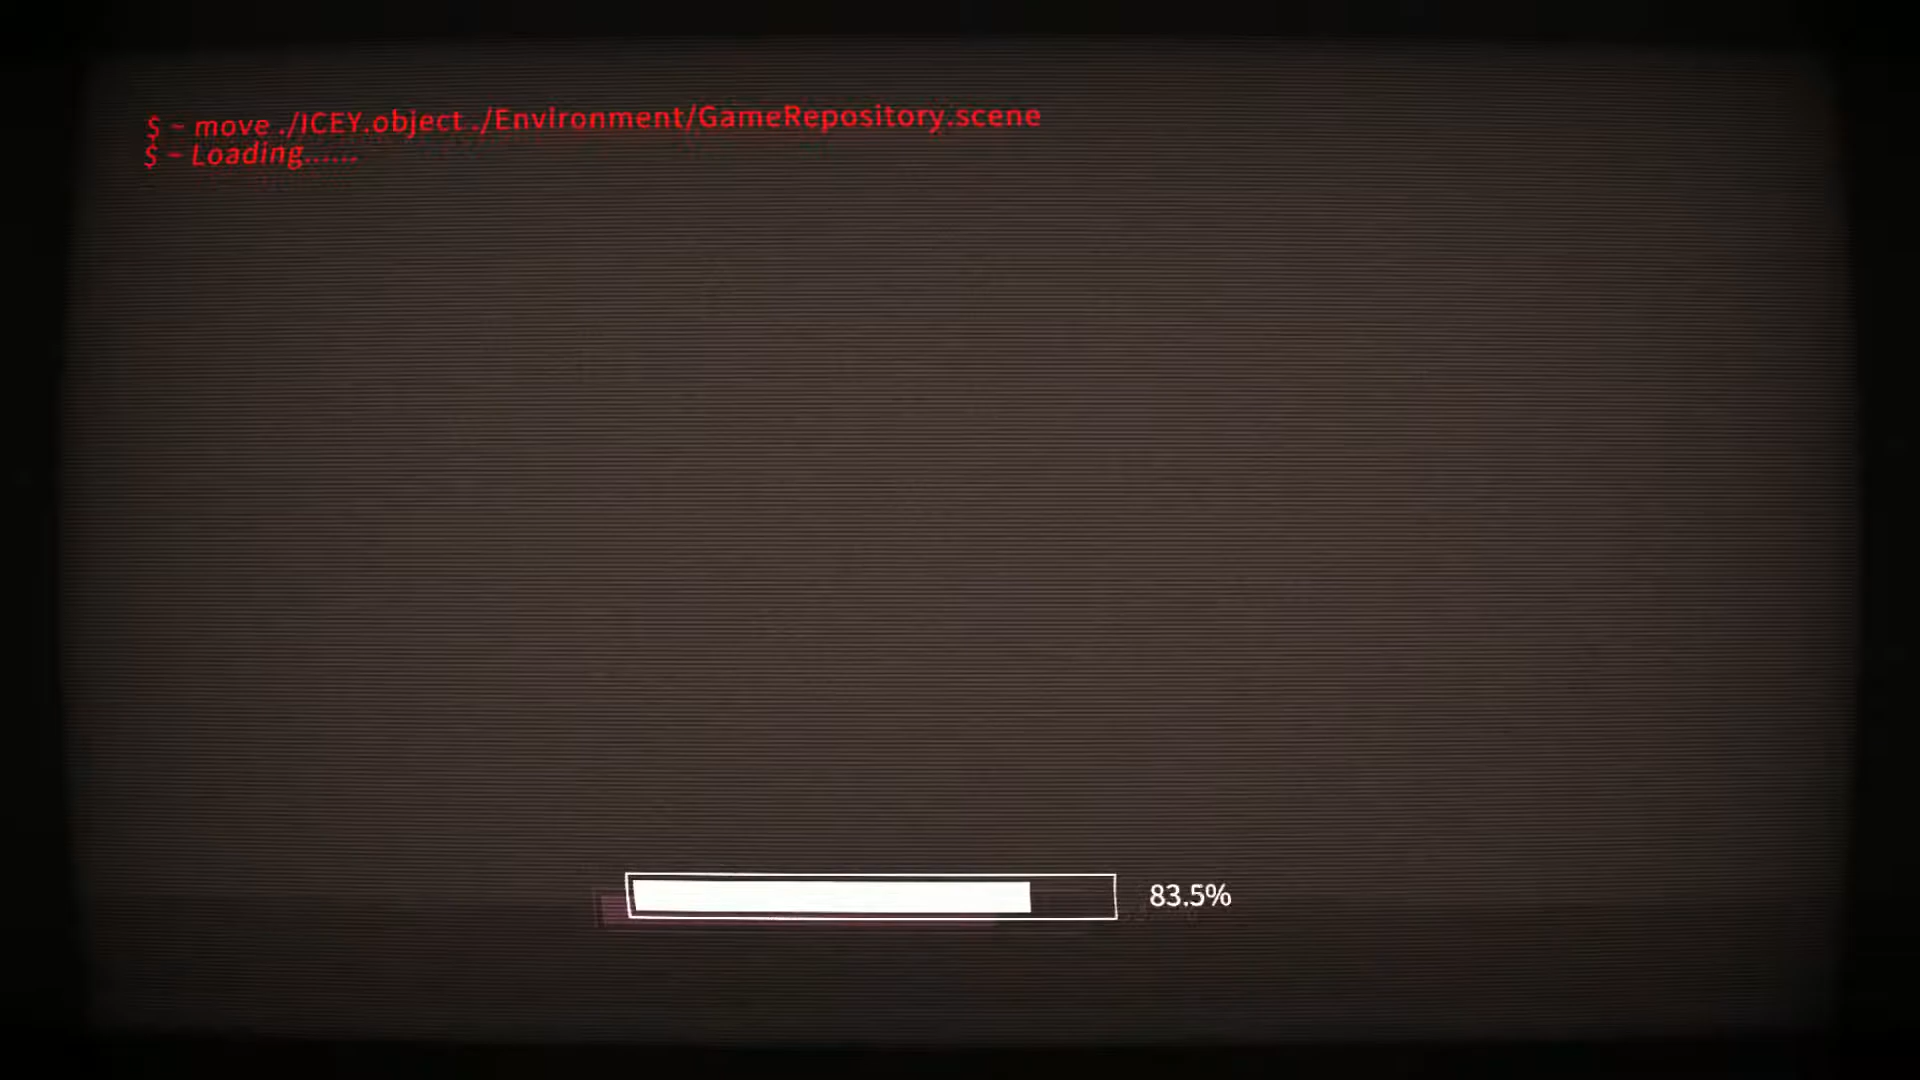 $ ~ move ./ICEY.object ./Environment/GameRepository.scene
$ ~ Loading......
83.5%